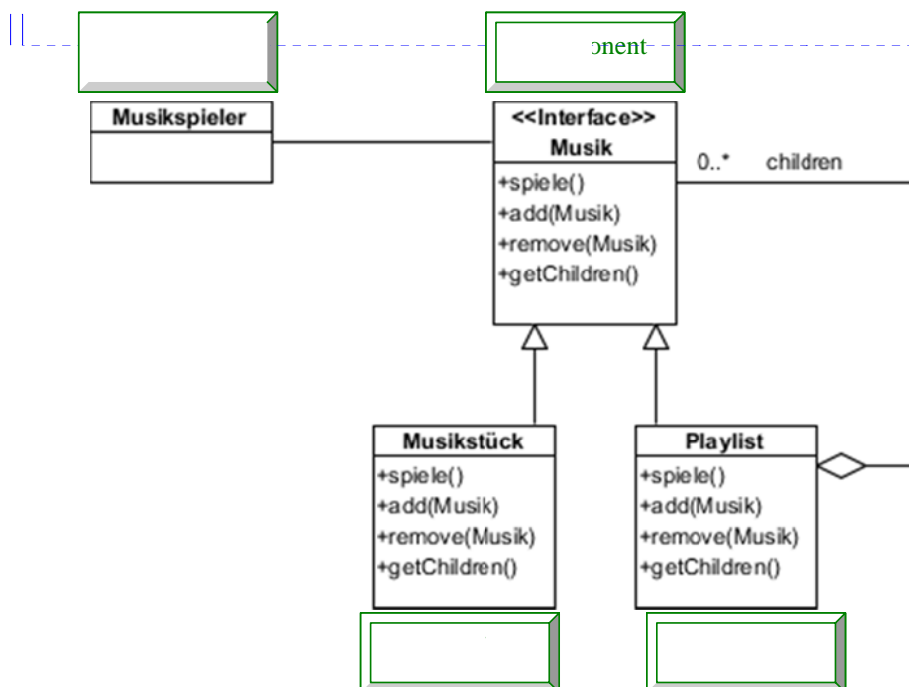 onent
Musikspieler
<<Interface>>
Musik
0..* children
+spiele()
+add(Musik)
+remove(Musik)
+getChildren()
Musikstück
+spiele()
+add(Musik)
+remove(Musik)
+getChildren()
Playlist
+spiele()
+add(Musik)
+remove(Musik)
+getChildren()